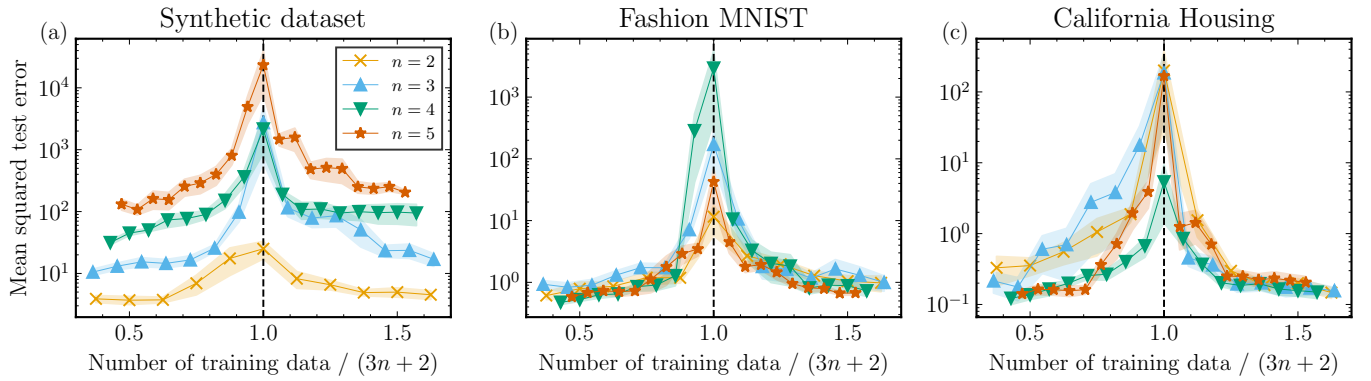 Synthetic dataset
Fashion MNIST
California Housing
(a)
(b)
(c)
Mean squared test error
10^4
10^3
10^2
10^1
n = 2
n = 3
n = 4
n = 5
10^3
10^2
10^1
10^0
10^2
10^1
10^0
10^-1
0.5 1.0 1.5
0.5 1.0 1.5
0.5 1.0 1.5
Number of training data / (3n + 2)
Number of training data / (3n + 2)
Number of training data / (3n + 2)